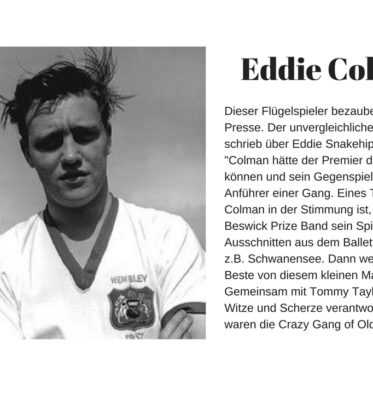 Eddie Col
Dieser Flügelspieler bezaube
Presse. Der unvergleichliche
schrieb über Eddie Snakehip
"Colman hätte der Premier d
können und sein Gegenspiel
Anführer einer Gang. Eines T
Colman in der Stimmung ist,
Beswick Prize Band sein Spi
Ausschnitten aus dem Ballett
z.B. Schwanensee. Dann we
Beste von diesem kleinen Ma
Gemeinsam mit Tommy Tayl
Witze und Scherze verantwo
waren die Crazy Gang of Old
WEMBLEY
1957